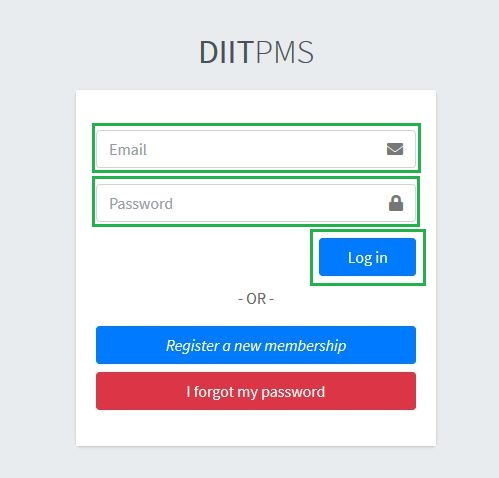 DIITPMS
Email
Password
Log in
- OR -
Register a new membership
I forgot my password